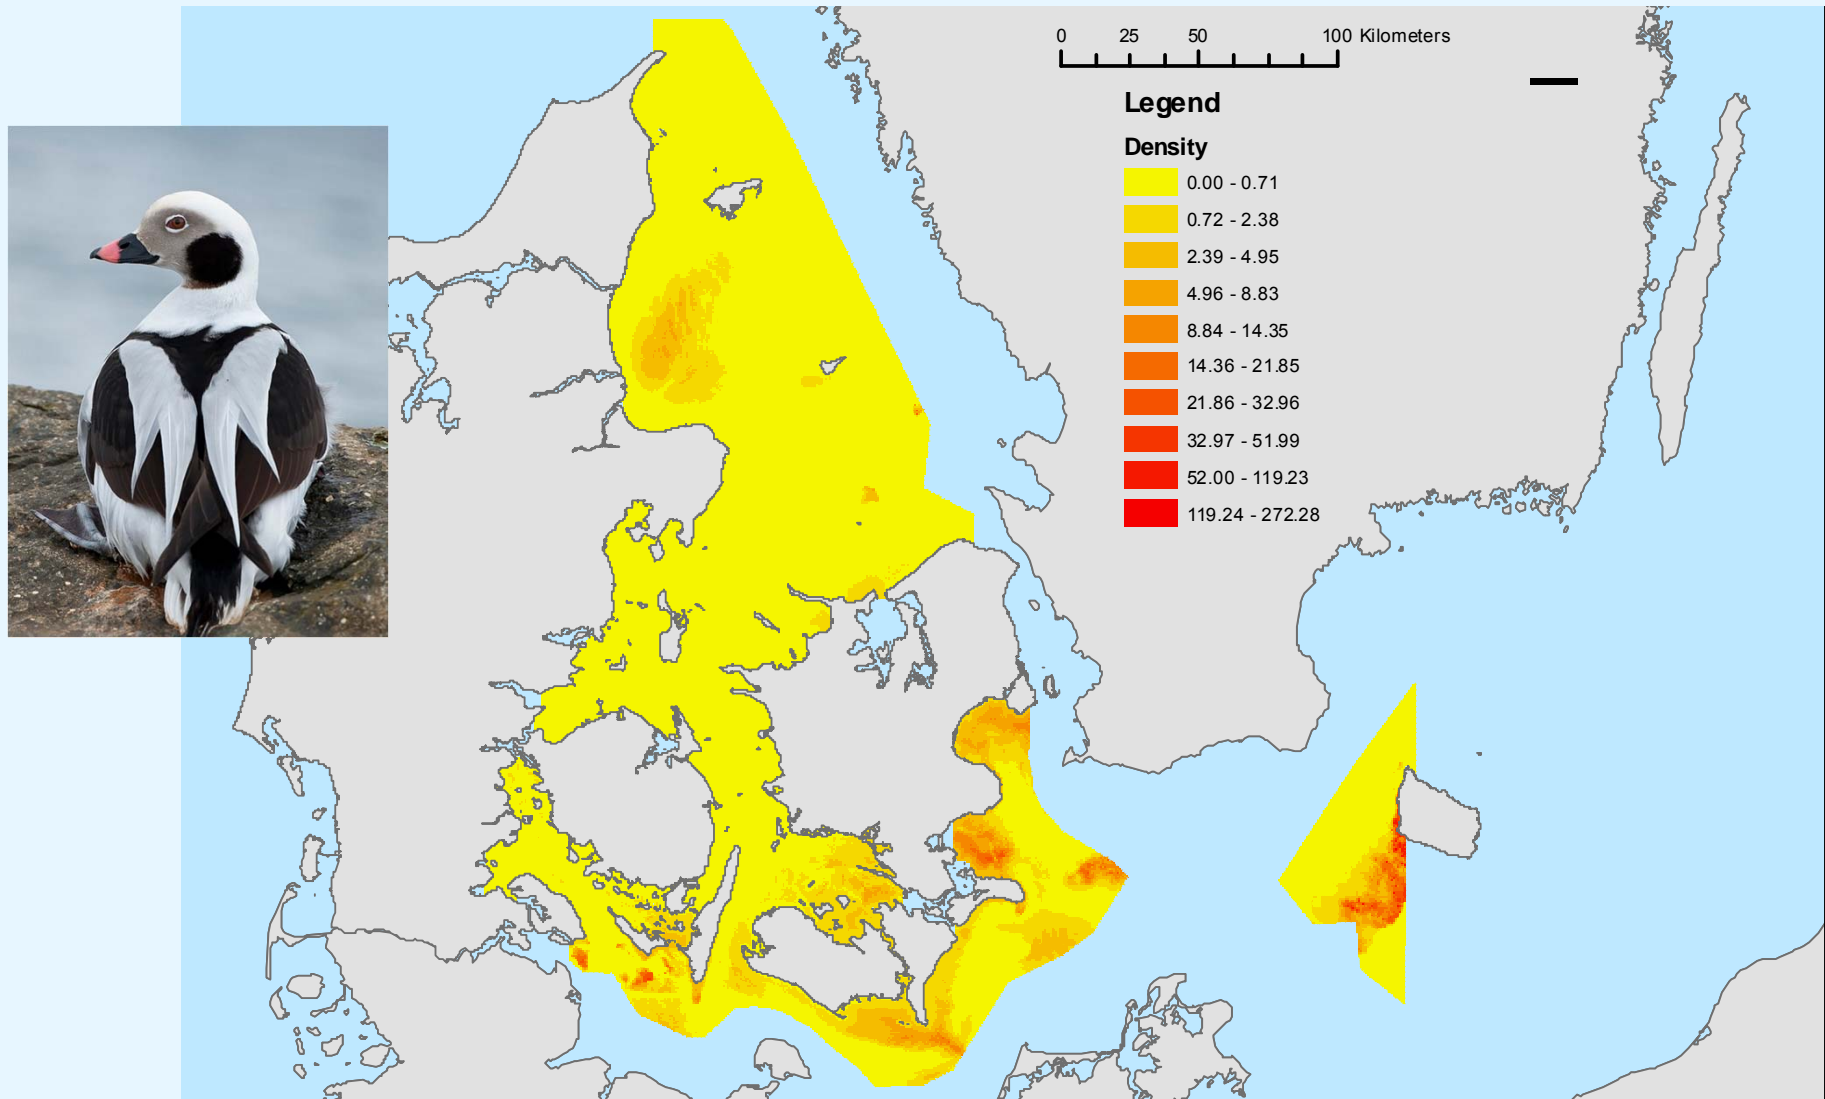 0 25 50 100 Kilometers
Legend
Density
0.00 - 0.71
0.72 - 2.38
2.39 - 4.95
4.96 - 8.83
8.84 - 14.35
14.36 - 21.85
21.86 - 32.96
32.97 - 51.99
52.00 - 119.23
119.24 - 272.28